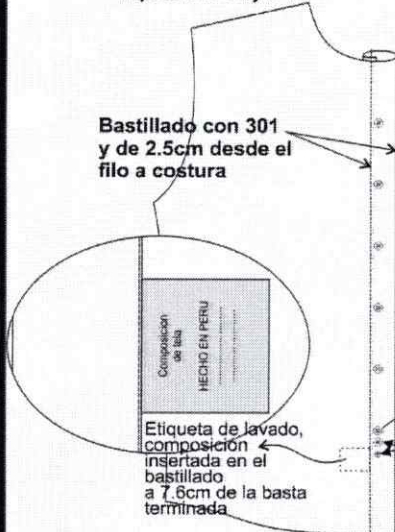 Bastillado con 301
y de 2.5cm desde el
filo a costura
Composicion
de tela
HECHO EN PERU
Etiqueta de lavado,
composición
insertada en el
bastillado
a 7.6cm de la basta
terminada